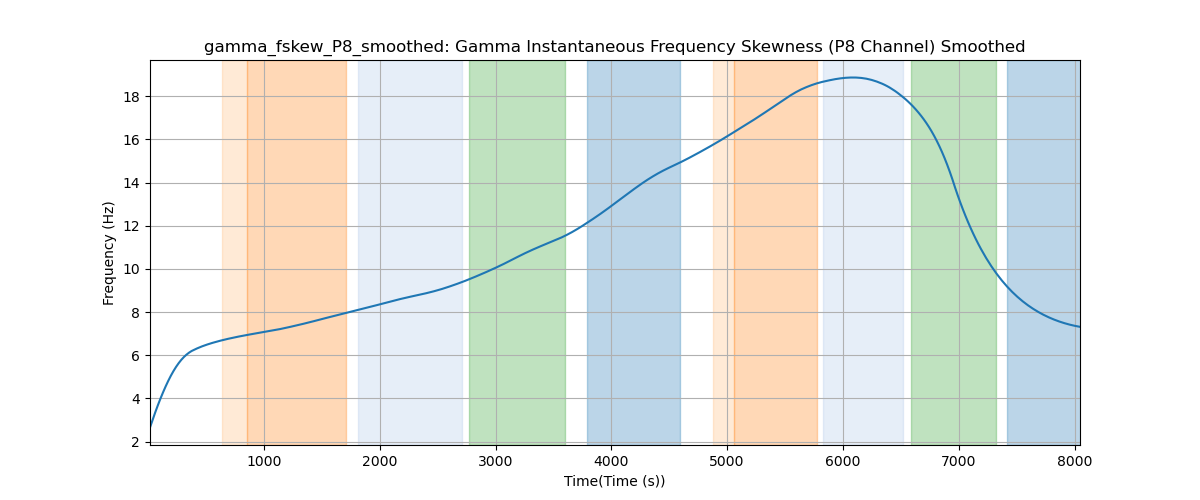 gamma_fskew_P8_smoothed: Gamma Instantaneous Frequency Skewness (P8 Channel) Smoothed
Frequency (Hz)
18
16
14
12
10
8
6
4
2
1000 2000 3000 4000 5000 6000 7000 8000
Time(Time (s))